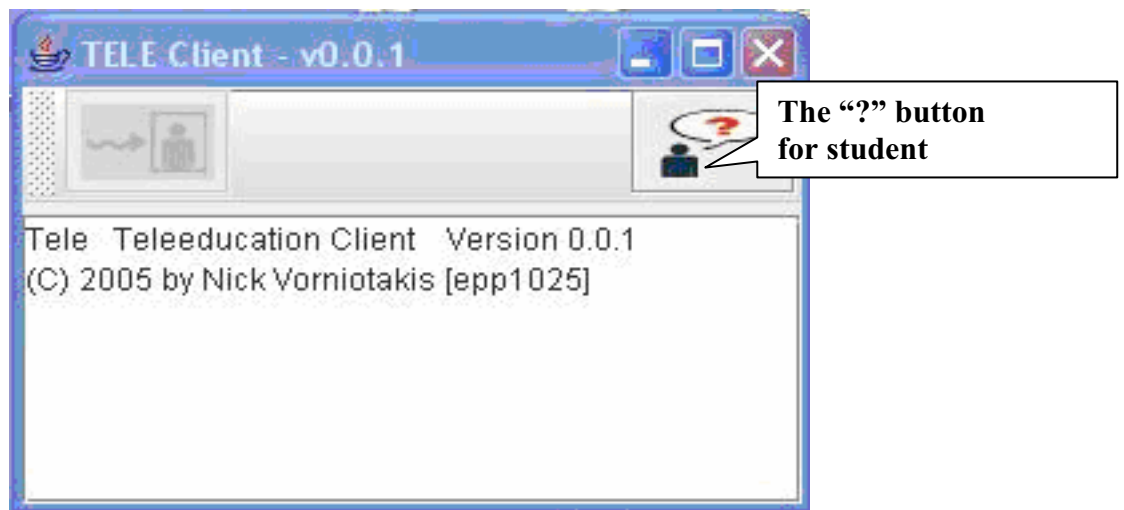 TELE Client - v0.0.1
?
The “?” button
for student
Tele Teleeducation Client Version 0.0.1
(C) 2005 by Nick Vorniotakis [epp1025]